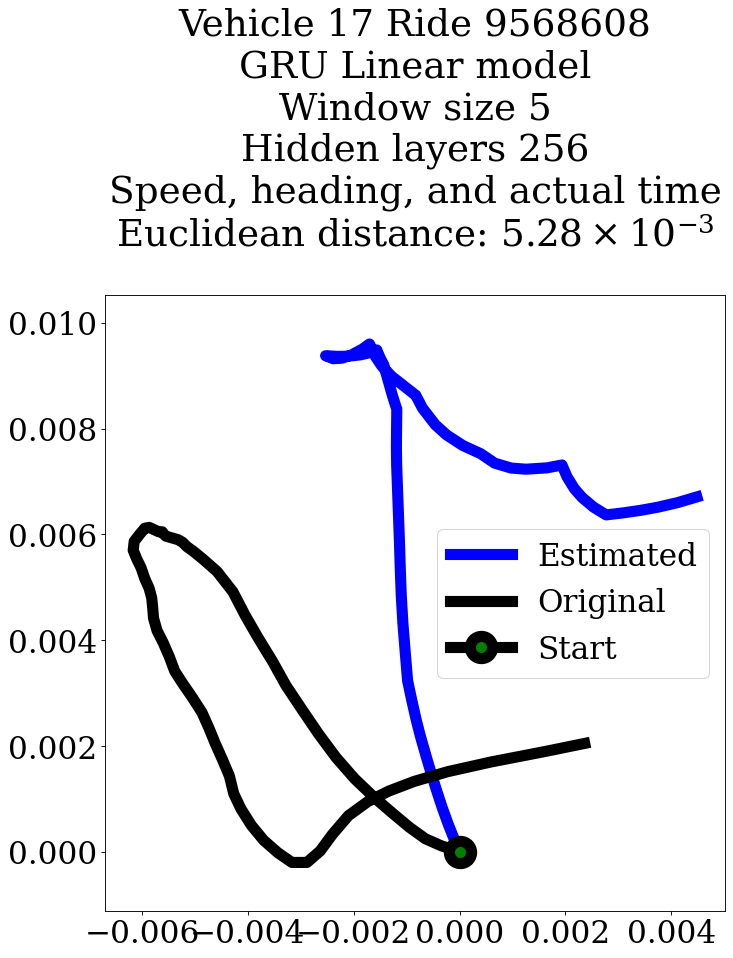 Vehicle 17 Ride 9568608
GRU Linear model
Window size 5
Hidden layers 256
Speed, heading, and actual time
Euclidean distance: 5.28 × 10⁻³
0.010
0.008
0.006
0.004
0.002
0.000
Estimated
Original
Start
−0.006 −0.004 −0.002 0.000 0.002 0.004